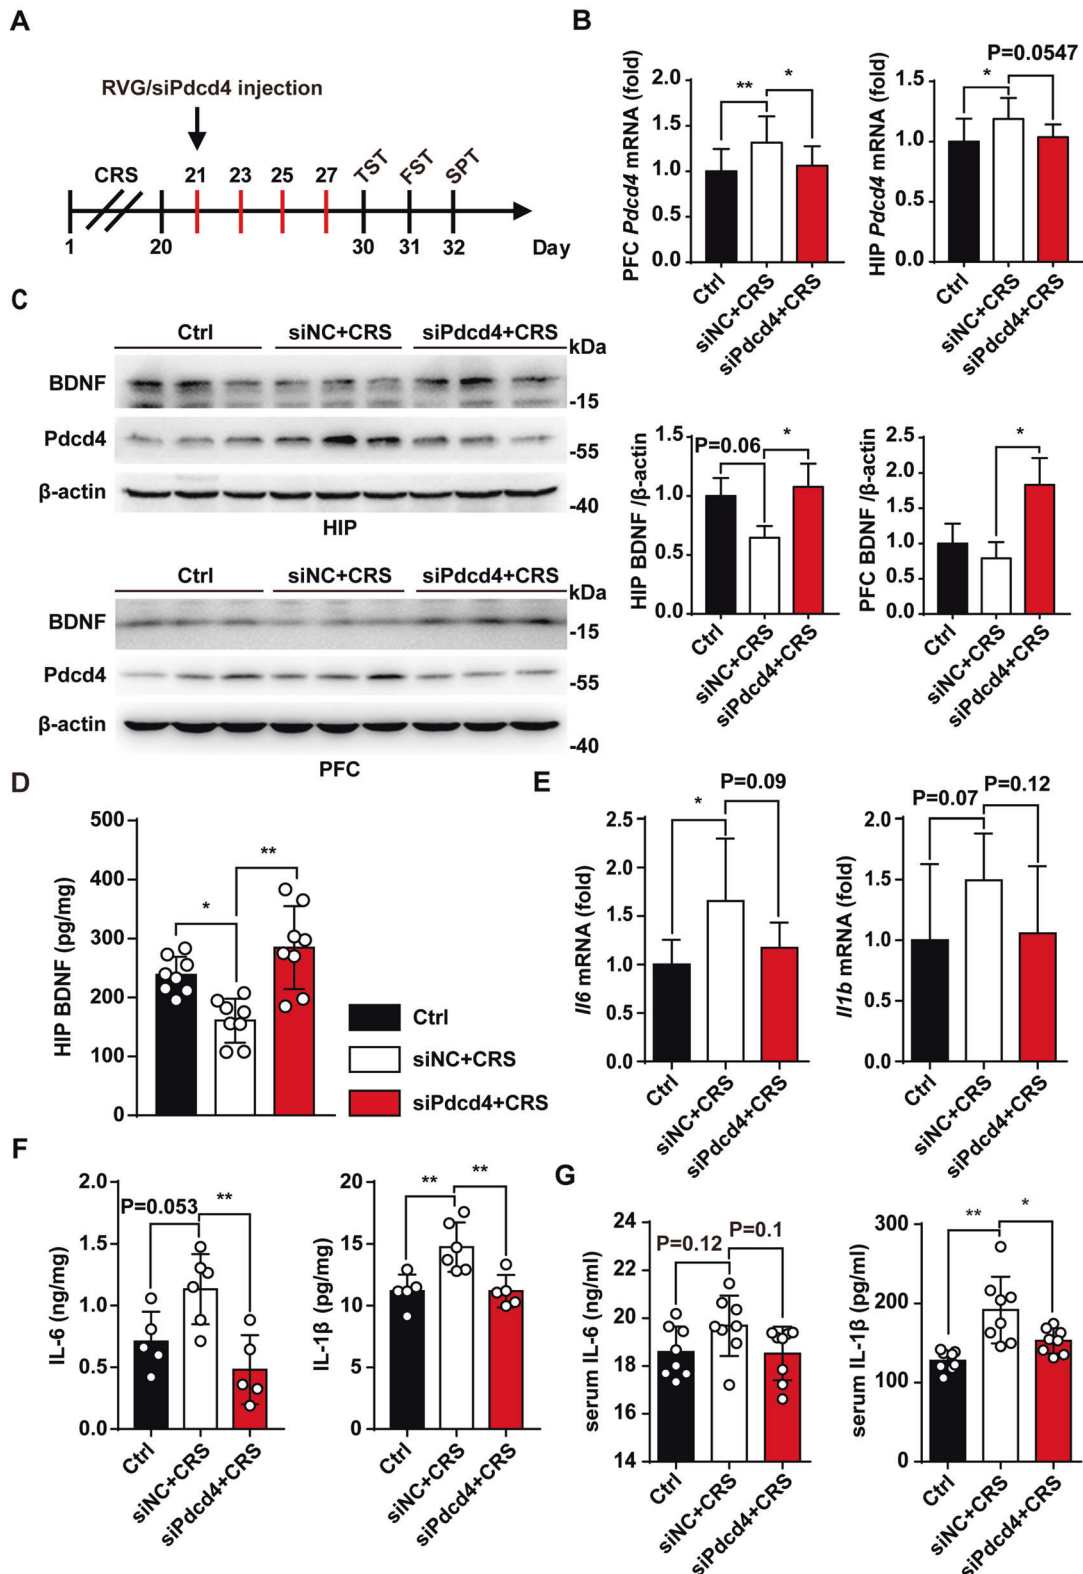 A
RVG/siPdcd4 injection
CRS
21 23 25 27 TST FST SPT
1 20 30 31 32 Day
B
PFC Pdcd4 mRNA (fold)
2.0
1.5
1.0
0.5
0.0
** *
Ctrl
siNC+CRS
siPdcd4+CRS
HIP Pdcd4 mRNA (fold)
1.5
1.0
0.5
0.0
* P=0.0547
Ctrl
siNC+CRS
siPdcd4+CRS
C
Ctrl siNC+CRS siPdcd4+CRS
kDa
BDNF
-15
Pdcd4
-55
β-actin
-40
HIP
Ctrl siNC+CRS siPdcd4+CRS
kDa
BDNF
-15
Pdcd4
-55
β-actin
-40
PFC
HIP BDNF /β-actin
1.5
1.0
0.5
0.0
P=0.06 *
Ctrl
siNC+CRS
siPdcd4+CRS
PFC BDNF /β-actin
2.5
2.0
1.5
1.0
0.5
0.0
*
Ctrl
siNC+CRS
siPdcd4+CRS
D
HIP BDNF (pg/mg)
500
400
300
200
100
0
* **
Ctrl
siNC+CRS
siPdcd4+CRS
E
Il6 mRNA (fold)
2.5
2.0
1.5
1.0
0.5
0.0
* P=0.09
Ctrl
siNC+CRS
siPdcd4+CRS
Il1b mRNA (fold)
2.0
1.5
1.0
0.5
0.0
P=0.07 P=0.12
Ctrl
siNC+CRS
siPdcd4+CRS
F
IL-6 (ng/mg)
2.0
1.5
1.0
0.5
0.0
P=0.053 **
Ctrl
siNC+CRS
siPdcd4+CRS
IL-1β (pg/mg)
20
15
10
5
0
** **
Ctrl
siNC+CRS
siPdcd4+CRS
G
serum IL-6 (ng/ml)
24
22
20
18
16
14
P=0.12 P=0.1
Ctrl
siNC+CRS
siPdcd4+CRS
serum IL-1β (pg/ml)
300
200
100
0
** *
Ctrl
siNC+CRS
siPdcd4+CRS